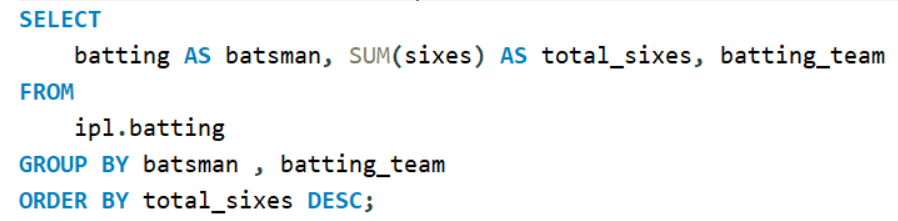 SELECT
    batting AS batsman, SUM(sixes) AS total_sixes, batting_team
FROM
    ipl.batting
GROUP BY batsman , batting_team
ORDER BY total_sixes DESC;